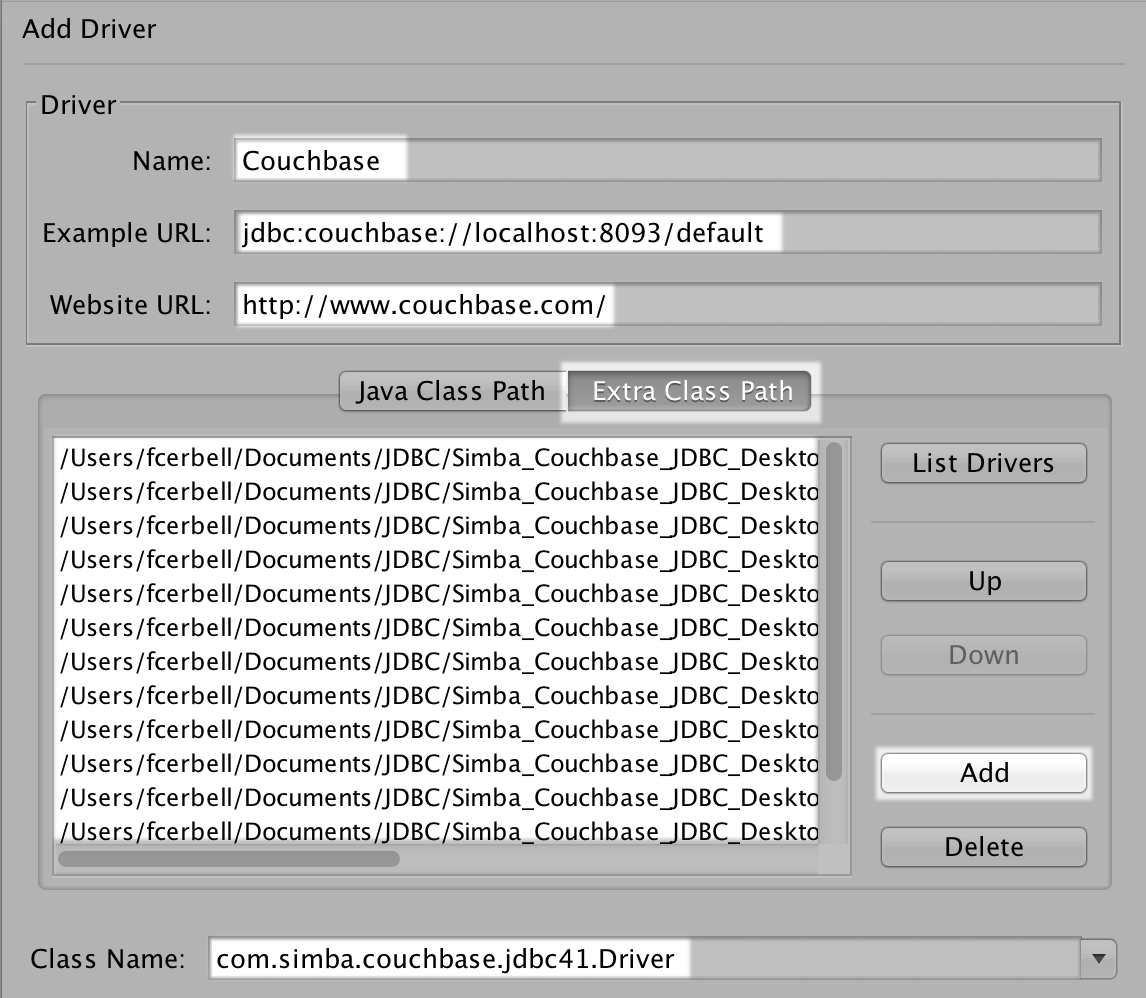 Add Driver
Driver
Name: Couchbase
Example URL: jdbc:couchbase://localhost:8093/default
Website URL: http://www.couchbase.com/
Java Class Path Extra Class Path
/Users/fcerbell/Documents/JDBC/Simba_Couchbase_JDBC_Deskto
/Users/fcerbell/Documents/JDBC/Simba_Couchbase_JDBC_Deskto
/Users/fcerbell/Documents/JDBC/Simba_Couchbase_JDBC_Deskto
/Users/fcerbell/Documents/JDBC/Simba_Couchbase_JDBC_Deskto
/Users/fcerbell/Documents/JDBC/Simba_Couchbase_JDBC_Deskto
/Users/fcerbell/Documents/JDBC/Simba_Couchbase_JDBC_Deskto
/Users/fcerbell/Documents/JDBC/Simba_Couchbase_JDBC_Deskto
/Users/fcerbell/Documents/JDBC/Simba_Couchbase_JDBC_Deskto
/Users/fcerbell/Documents/JDBC/Simba_Couchbase_JDBC_Deskto
/Users/fcerbell/Documents/JDBC/Simba_Couchbase_JDBC_Deskto
/Users/fcerbell/Documents/JDBC/Simba_Couchbase_JDBC_Deskto
/Users/fcerbell/Documents/JDBC/Simba_Couchbase_JDBC_Deskto
List Drivers
Up
Down
Add
Delete
Class Name: com.simba.couchbase.jdbc41.Driver